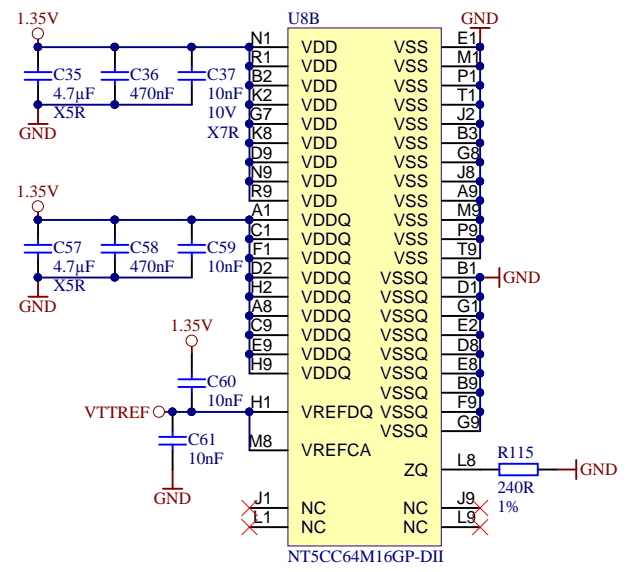 1.35V
U8B
GND
N1 VDD VSS E1
R1 VDD VSS M1
B2 VDD VSS P1
K2 VDD VSS T1
G7 VDD VSS J2
K8 VDD VSS B3
D9 VDD VSS G8
N9 VDD VSS J8
R9 VDD VSS A9
A1 VDDQ VSS M9
C1 VDDQ VSS P9
F1 VDDQ VSS T9
D2 VDDQ VSSQ B1
H2 VDDQ VSSQ D1
A8 VDDQ VSSQ G1
C9 VDDQ VSSQ E2
E9 VDDQ VSSQ D8
H9 VDDQ VSSQ E8
VSSQ B9
H1 VREFDQ VSSQ F9
VSSQ G9
M8 VREFCA
ZQ L8
J1 NC NC J9
L1 NC NC L9
NT5CC64M16GP-DII
C35
4.7µF
X5R
C36
470nF
C37
10nF
10V
X7R
GND
1.35V
C57
4.7µF
X5R
C58
470nF
C59
10nF
GND
1.35V
C60
10nF
VTTREF
C61
10nF
GND
GND
R115
240R
1%
GND